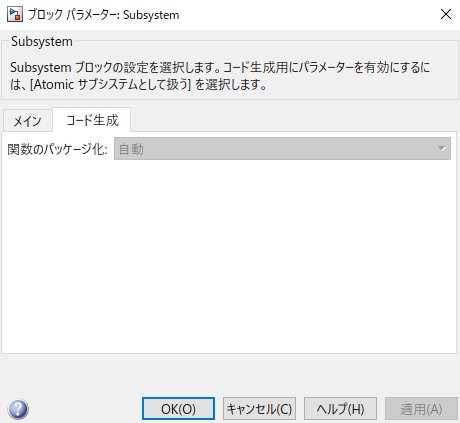 ブロック パラメーター: Subsystem
Subsystem
Subsystem ブロックの設定を選択します。コード生成用にパラメーターを有効にするに
は、[Atomic サブシステムとして扱う] を選択します。
メイン コード生成
関数のパッケージ化: 自動
OK(O) キャンセル(C) ヘルプ(H) 適用(A)